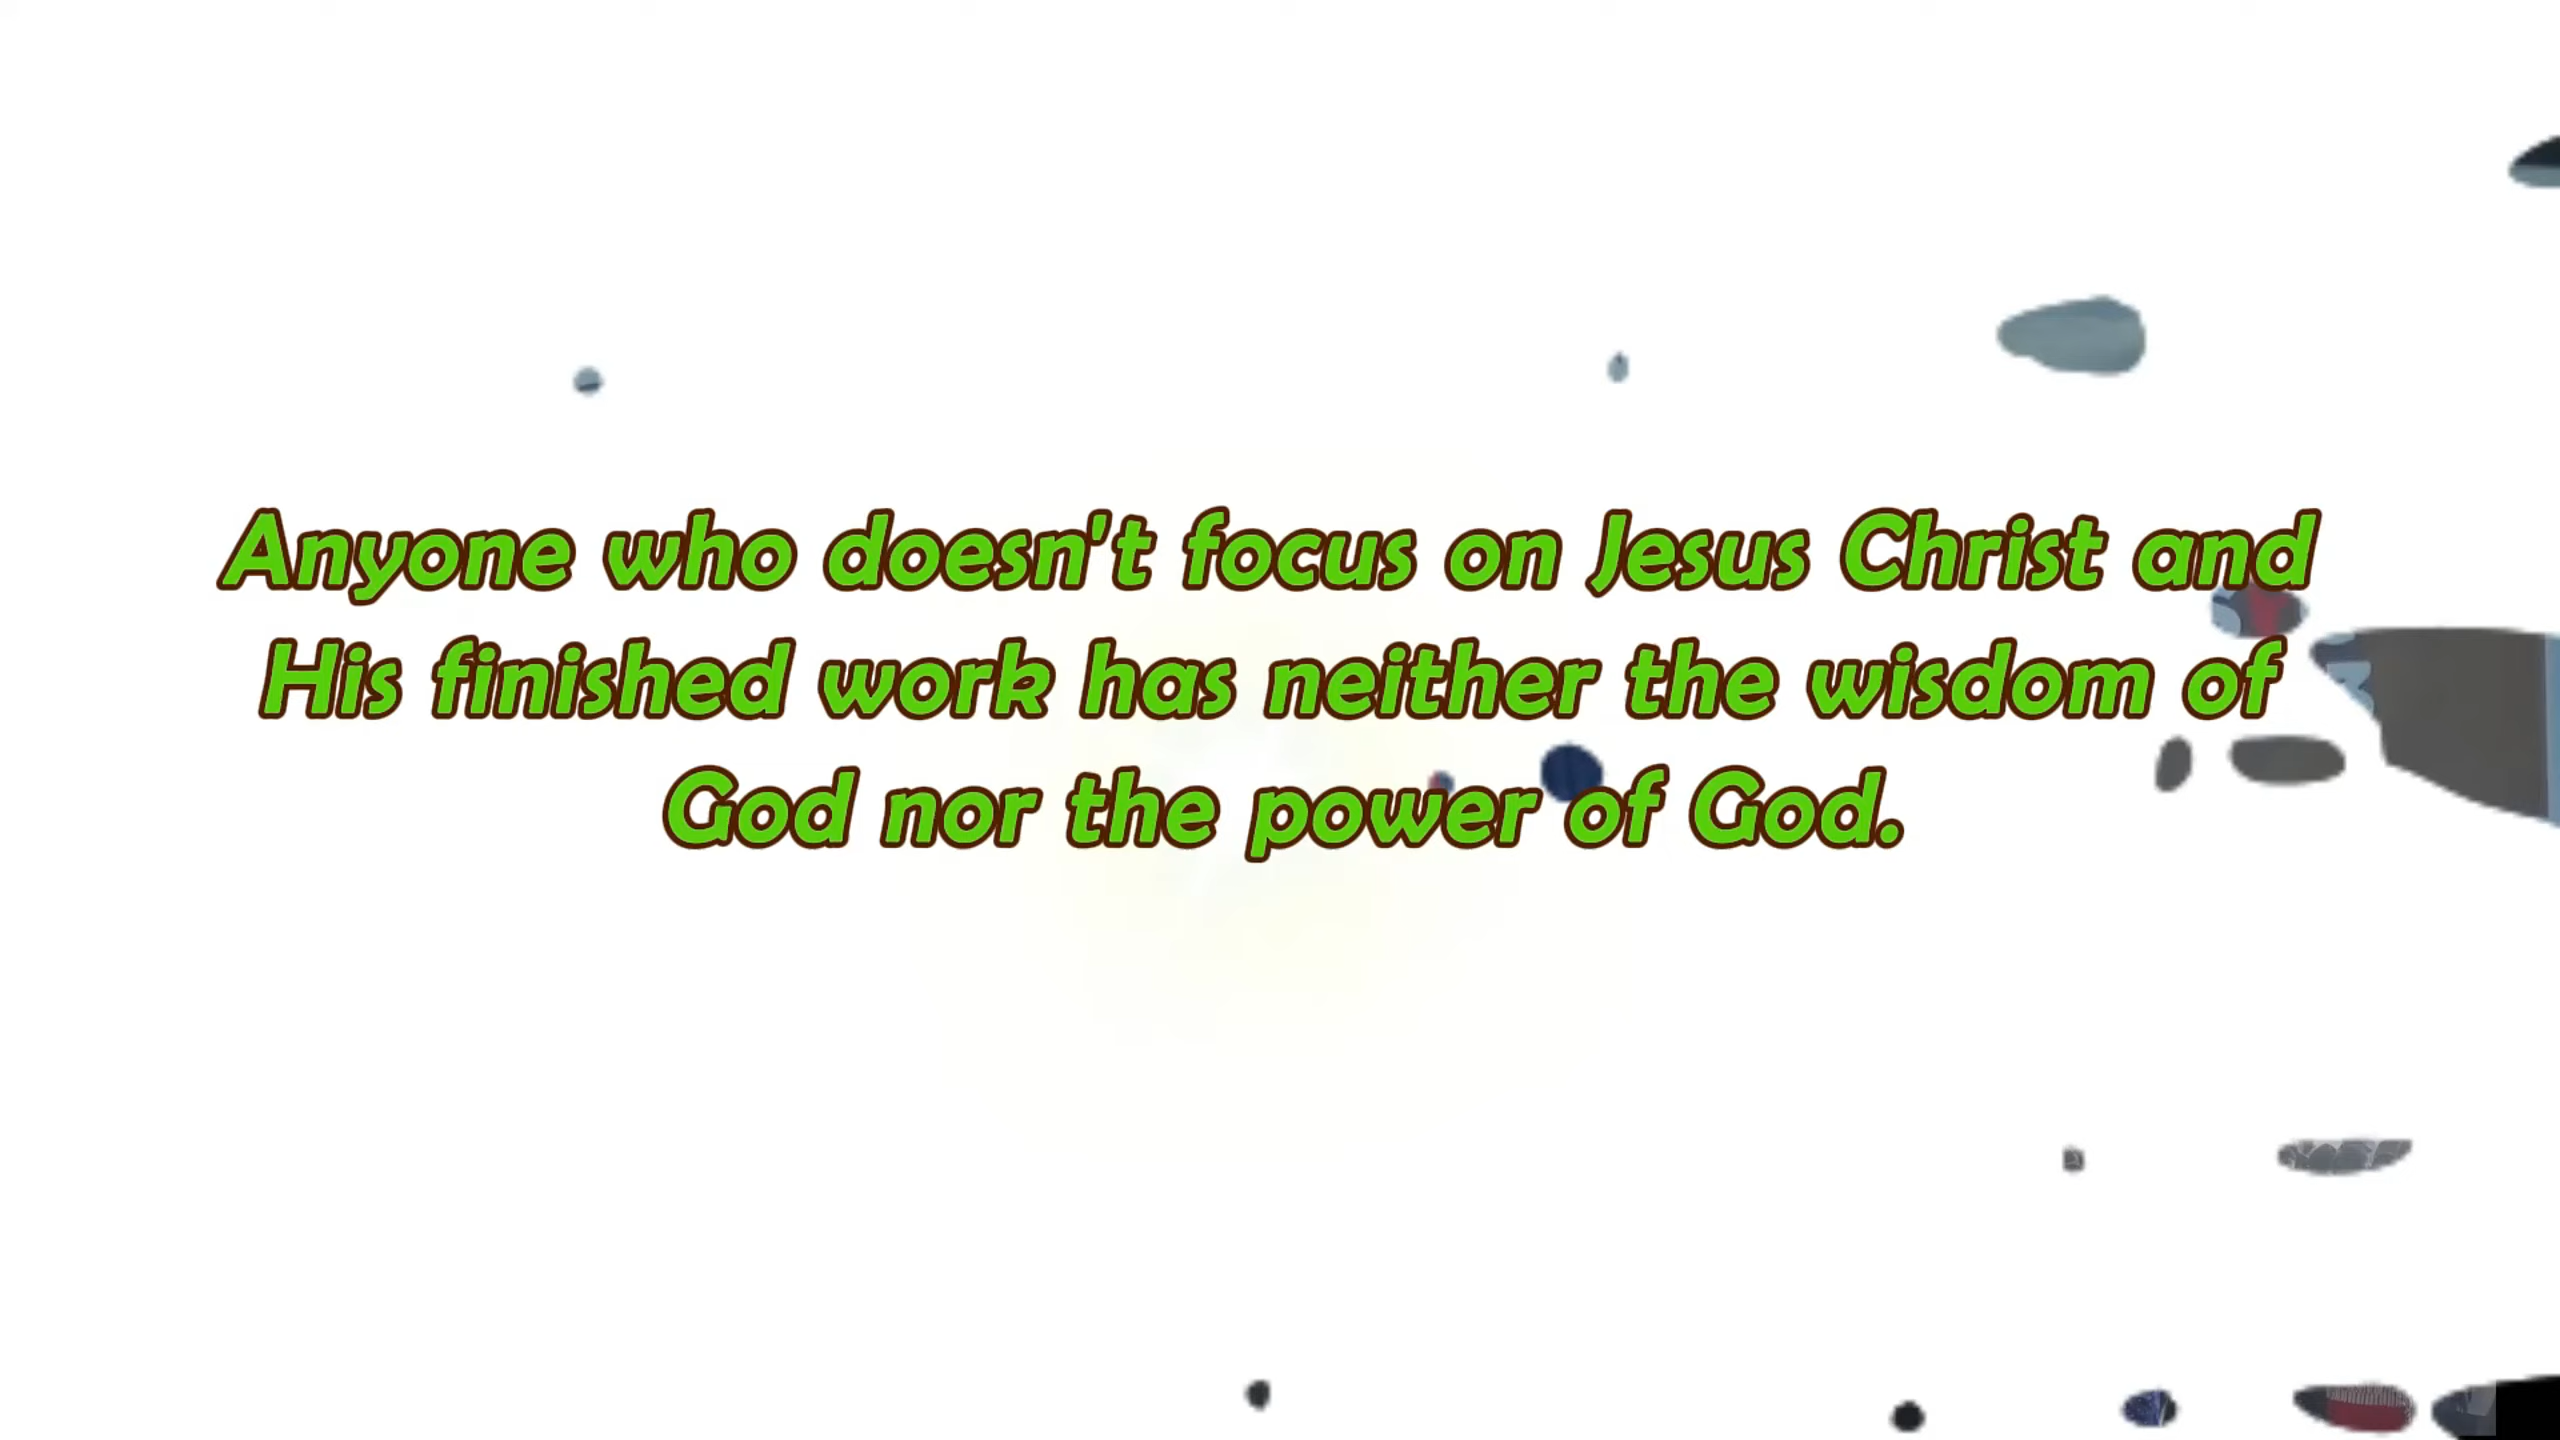 Anyone who doesn't focus on Jesus Christ and
His finished work has neither the wisdom of
God nor the power of God.